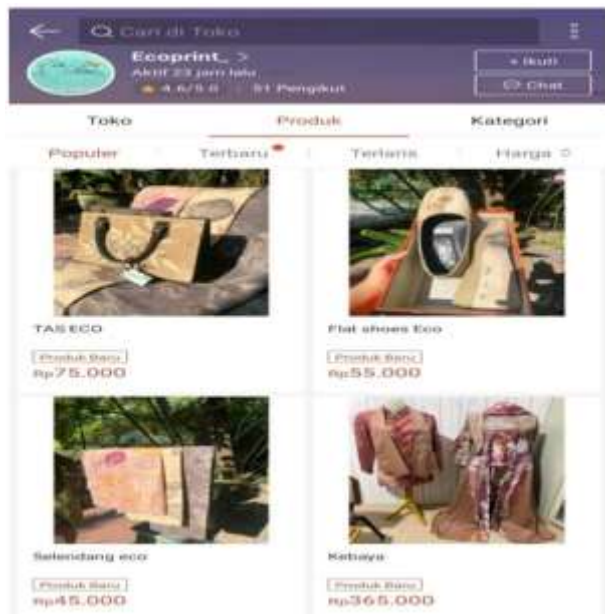 Cari di Toko
Ecoprint_ >
Aktif 23 jam lalu
4.6/5.0 51 Pengikut
+ Ikuti
Chat
Toko Produk Kategori
Populer Terbaru Terlaris Harga
TAS ECO
Produk Baru
Rp75.000
Flat shoes Eco
Produk Baru
Rp55.000
Selendang eco
Produk Baru
Rp45.000
Kebaya
Produk Baru
Rp365.000